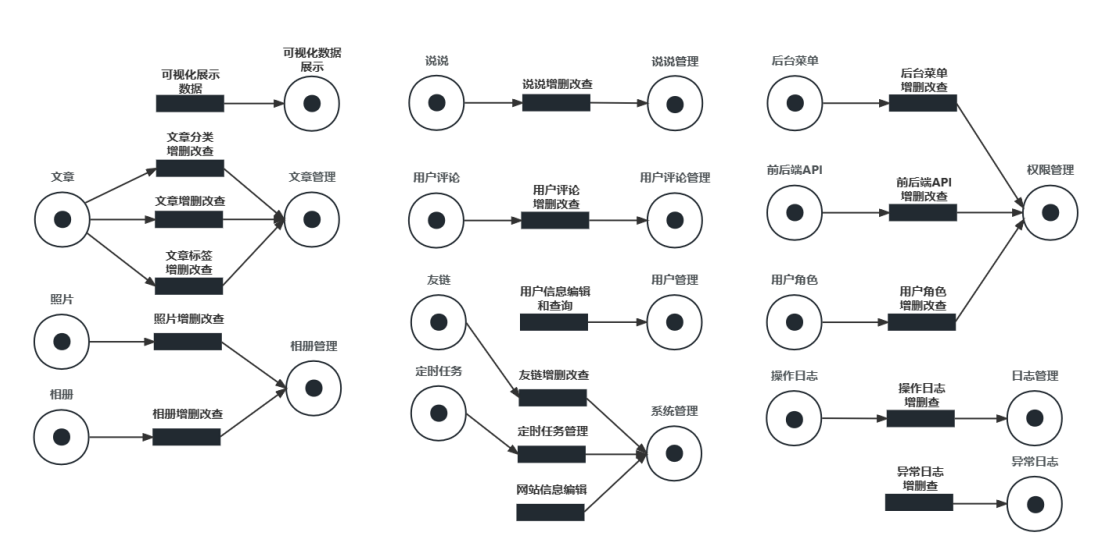 可视化展示
数据
可视化数据
展示
文章
文章分类
增删改查
文章增删改查
文章标签
增删改查
文章管理
照片
照片增删改查
相册
相册增删改查
相册管理
说说
说说增删改查
说说管理
用户评论
用户评论
增删改查
用户评论管理
友链
用户信息编辑
和查询
用户管理
定时任务
友链增删改查
定时任务管理
网站信息编辑
系统管理
后台菜单
后台菜单
增删改查
前后端API
前后端API
增删改查
权限管理
用户角色
用户角色
增删改查
操作日志
操作日志
增删查
日志管理
异常日志
增删查
异常日志